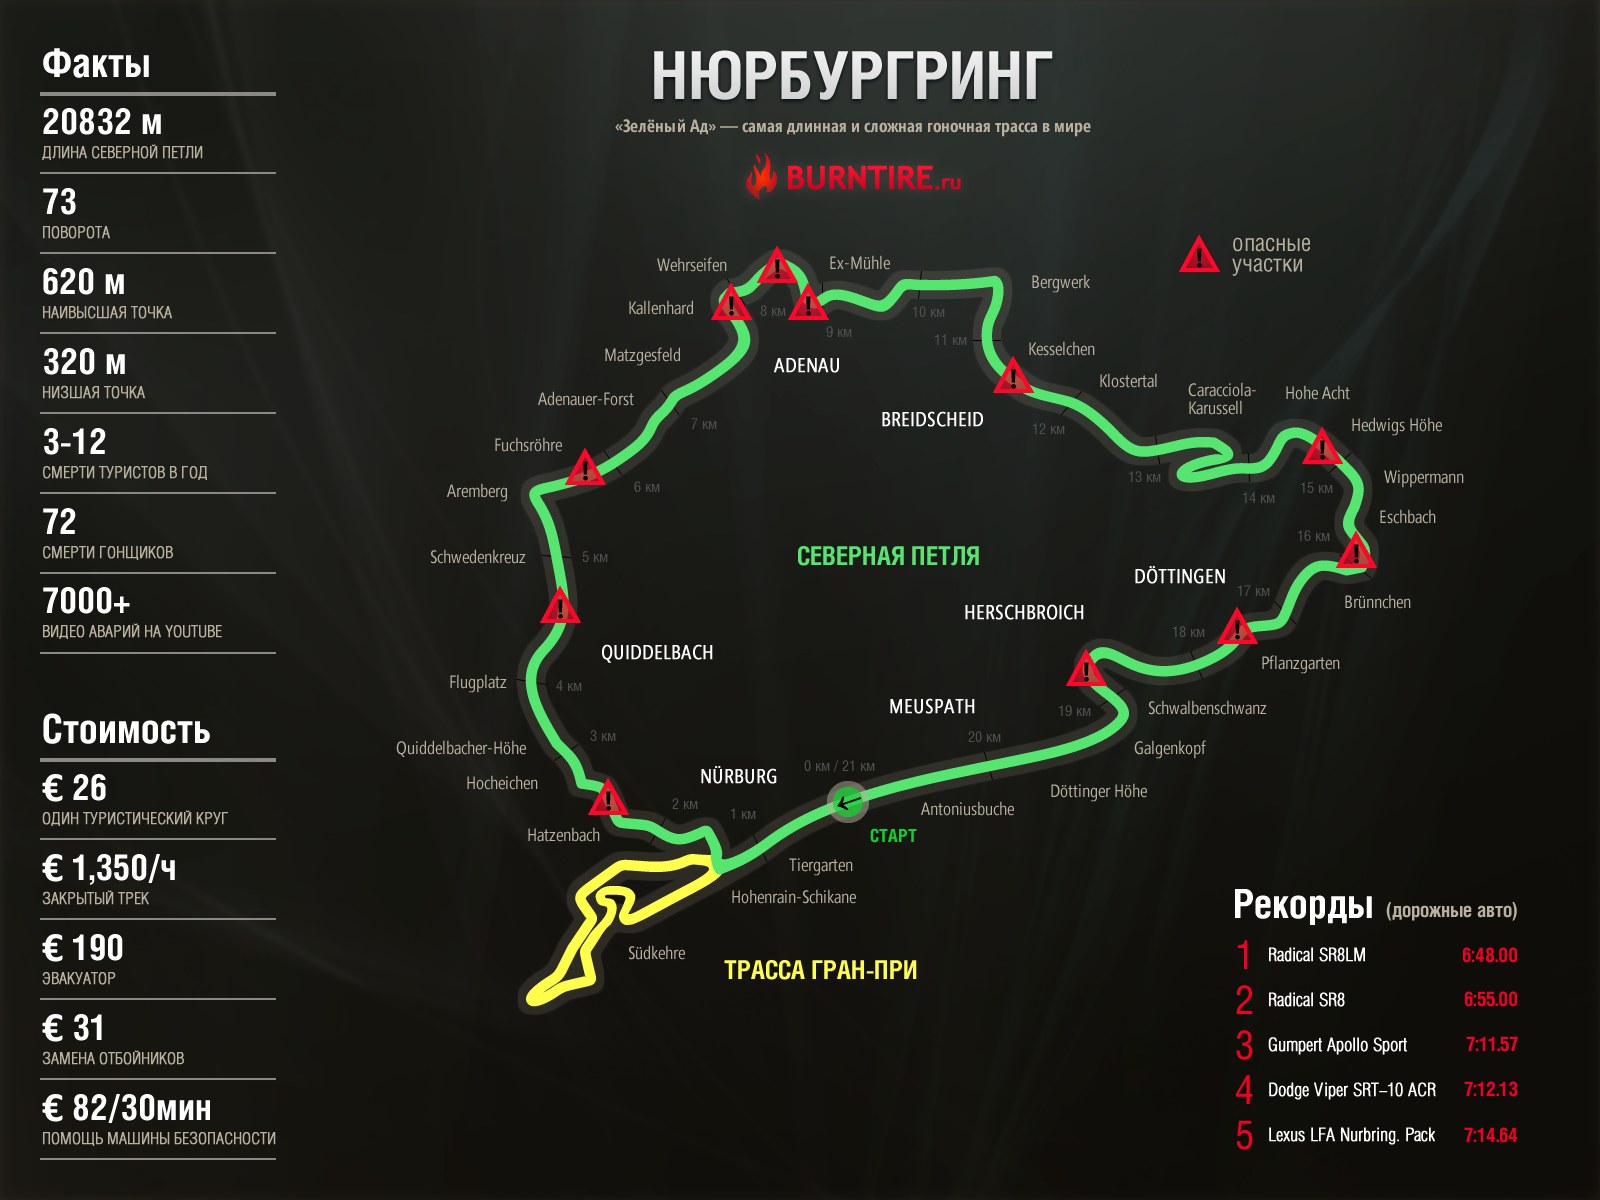 Факты
20832 м
ДЛИНА СЕВЕРНОЙ ПЕТЛИ
73
ПОВОРОТА
620 м
НАИВЫСШАЯ ТОЧКА
320 м
НИЗШАЯ ТОЧКА
3-12
СМЕРТИ ТУРИСТОВ В ГОД
72
СМЕРТИ ГОНЩИКОВ
7000+
ВИДЕО АВАРИЙ НА YOUTUBE
Стоимость
€ 26
ОДИН ТУРИСТИЧЕСКИЙ КРУГ
€ 1,350/ч
ЗАКРЫТЫЙ ТРЕК
€ 190
ЭВАКУАТОР
€ 31
ЗАМЕНА ОТБОЙНИКОВ
€ 82/30мин
ПОМОЩЬ МАШИНЫ БЕЗОПАСНОСТИ
НЮРБУРГРИНГ
«Зелёный Ад» — самая длинная и сложная гоночная трасса в мире
BURNTIRE.ru
опасные
участки
Wehrseifen
Ex-Mühle
Bergwerk
Kallenhard
8 км
9 км
10 км
11 км
Matzgesfeld
ADENAU
Kesselchen
Klostertal
Caracciola-
Karussell
Hohe Acht
Adenauer-Forst
7 км
BREIDSCHEID
12 км
Hedwigs Höhe
Fuchsröhre
13 км
14 км
15 км
Wippermann
Aremberg
6 км
Eschbach
16 км
Schwedenkreuz
5 км
СЕВЕРНАЯ ПЕТЛЯ
DÖTTINGEN
17 км
Brünnchen
HERSCHBROICH
18 км
QUIDDELBACH
Pflanzgarten
Flugplatz
4 км
MEUSPATH
19 км
Schwalbenschwanz
Quiddelbacher-Höhe
3 км
20 км
Galgenkopf
Hocheichen
NÜRBURG
0 км / 21 км
Döttinger Höhe
2 км
1 км
Antoniusbuche
Hatzenbach
СТАРТ
Tiergarten
Hohenrain-Schikane
Südkehre
ТРАССА ГРАН-ПРИ
Рекорды (дорожные авто)
1 Radical SR8LM 6:48.00
2 Radical SR8 6:55.00
3 Gumpert Apollo Sport 7:11.57
4 Dodge Viper SRT–10 ACR 7:12.13
5 Lexus LFA Nurbring. Pack 7:14.64